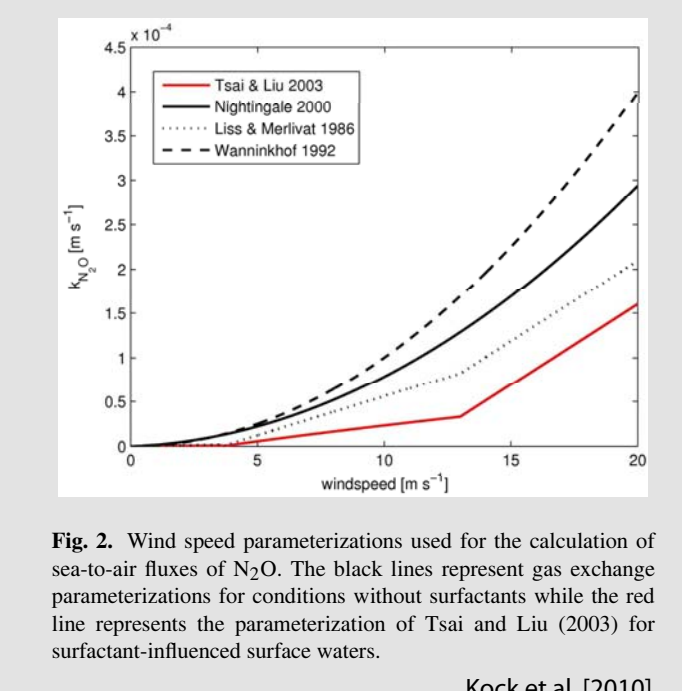 x 10⁻⁴
4.5
4
3.5
3
2.5
2
1.5
1
0.5
0
k_N₂O [m s⁻¹]
Tsai & Liu 2003
Nightingale 2000
Liss & Merlivat 1986
Wanninkhof 1992
0 5 10 15 20
windspeed [m s⁻¹]
Fig. 2. Wind speed parameterizations used for the calculation of
sea-to-air fluxes of N₂O. The black lines represent gas exchange
parameterizations for conditions without surfactants while the red
line represents the parameterization of Tsai and Liu (2003) for
surfactant-influenced surface waters.
Kock et al. [2010]